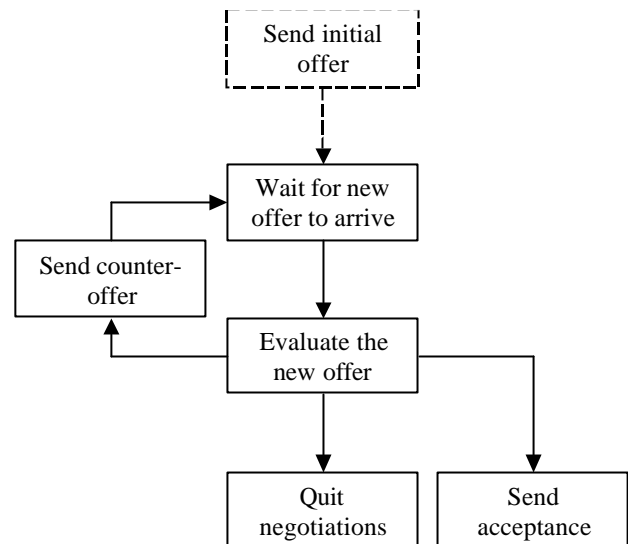 Send initial
offer
Wait for new
offer to arrive
Send counter-
offer
Evaluate the
new offer
Quit
negotiations
Send
acceptance